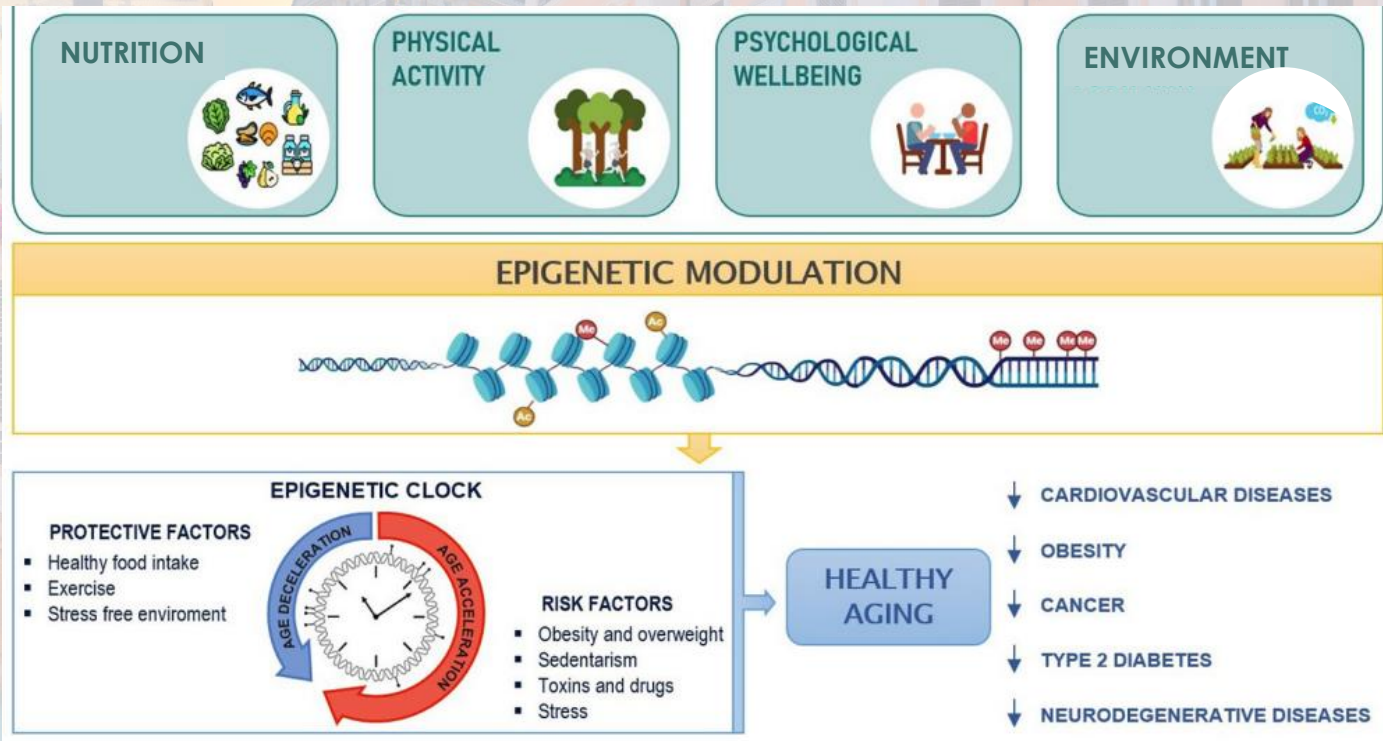 NUTRITION
PHYSICAL
ACTIVITY
PSYCHOLOGICAL
WELLBEING
ENVIRONMENT
CO₂
EPIGENETIC MODULATION
Me
Ac
Ac
Me
Me
Me
Me
EPIGENETIC CLOCK
PROTECTIVE FACTORS
▪ Healthy food intake
▪ Exercise
▪ Stress free enviroment
AGE DECELERATION
AGE ACCELERATION
RISK FACTORS
▪ Obesity and overweight
▪ Sedentarism
▪ Toxins and drugs
▪ Stress
HEALTHY
AGING
↓ CARDIOVASCULAR DISEASES
↓ OBESITY
↓ CANCER
↓ TYPE 2 DIABETES
↓ NEURODEGENERATIVE DISEASES